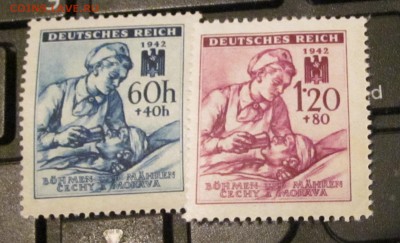 DEUTSCHES REICH
1942
60h
+40h
BÖHMEN MÄHREN
ČECHY MORAVA
DEUTSCHES REICH
1942
1·20
+80
BÖHMEN MÄHREN
ČECHY MORAVA